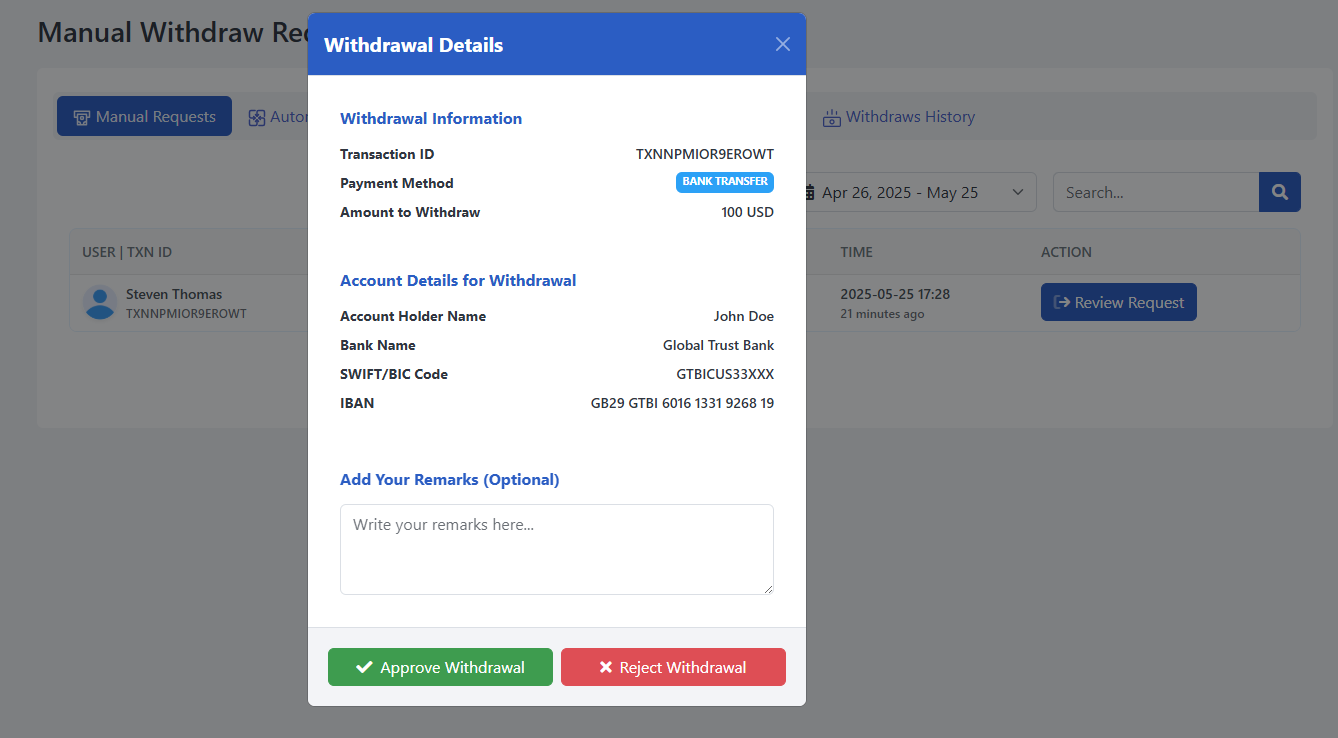 Manual Withdraw Re
Withdrawal Details
Manual Requests
Auto
Withdraws History
Apr 26, 2025 - May 25
Search...
USER | TXN ID
TIME
ACTION
Steven Thomas
TXNNPMIOR9EROWT
2025-05-25 17:28
21 minutes ago
Review Request
Withdrawal Information
Transaction ID TXNNPMIOR9EROWT
Payment Method BANK TRANSFER
Amount to Withdraw 100 USD
Account Details for Withdrawal
Account Holder Name John Doe
Bank Name Global Trust Bank
SWIFT/BIC Code GTBICUS33XXX
IBAN GB29 GTBI 6016 1331 9268 19
Add Your Remarks (Optional)
Write your remarks here...
Approve Withdrawal
Reject Withdrawal